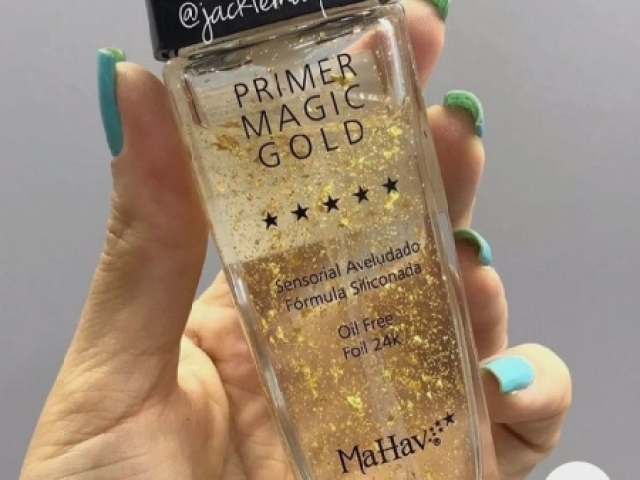 PRIMER
MAGIC
GOLD
Sensorial Aveludado
Fórmula Siliconada
Oil Free
Foil 24k
MaHav